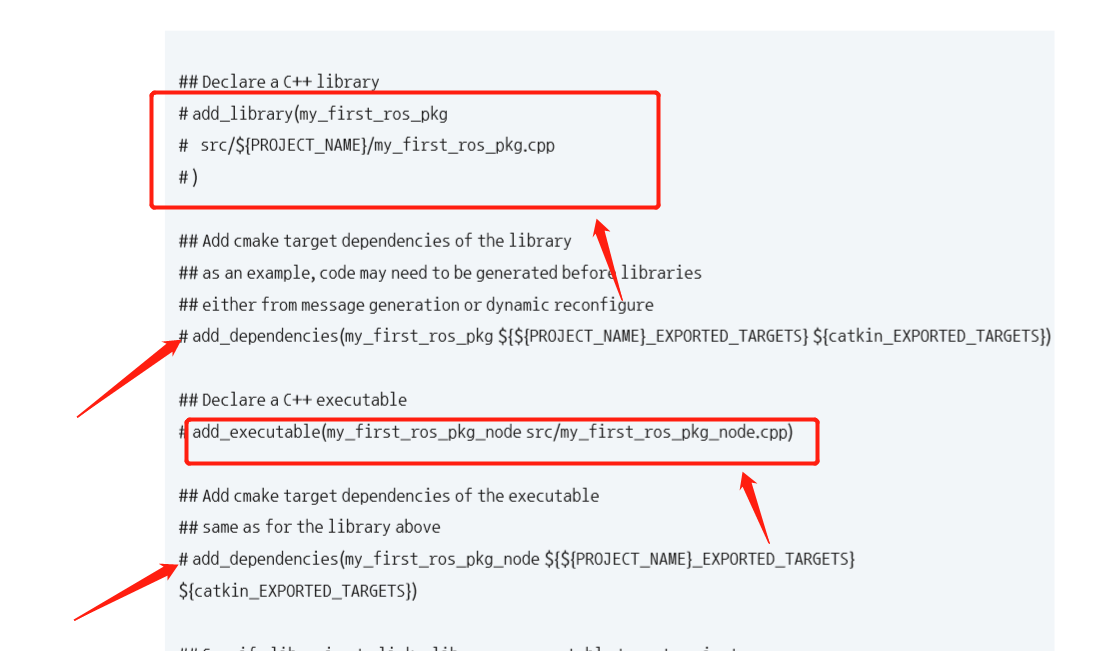 ## Declare a C++ library
# add_library(my_first_ros_pkg
#   src/${PROJECT_NAME}/my_first_ros_pkg.cpp
# )
## Add cmake target dependencies of the library
## as an example, code may need to be generated before libraries
## either from message generation or dynamic reconfigure
# add_dependencies(my_first_ros_pkg ${${PROJECT_NAME}_EXPORTED_TARGETS} ${catkin_EXPORTED_TARGETS})
## Declare a C++ executable
# add_executable(my_first_ros_pkg_node src/my_first_ros_pkg_node.cpp)
## Add cmake target dependencies of the executable
## same as for the library above
# add_dependencies(my_first_ros_pkg_node ${${PROJECT_NAME}_EXPORTED_TARGETS}
${catkin_EXPORTED_TARGETS})